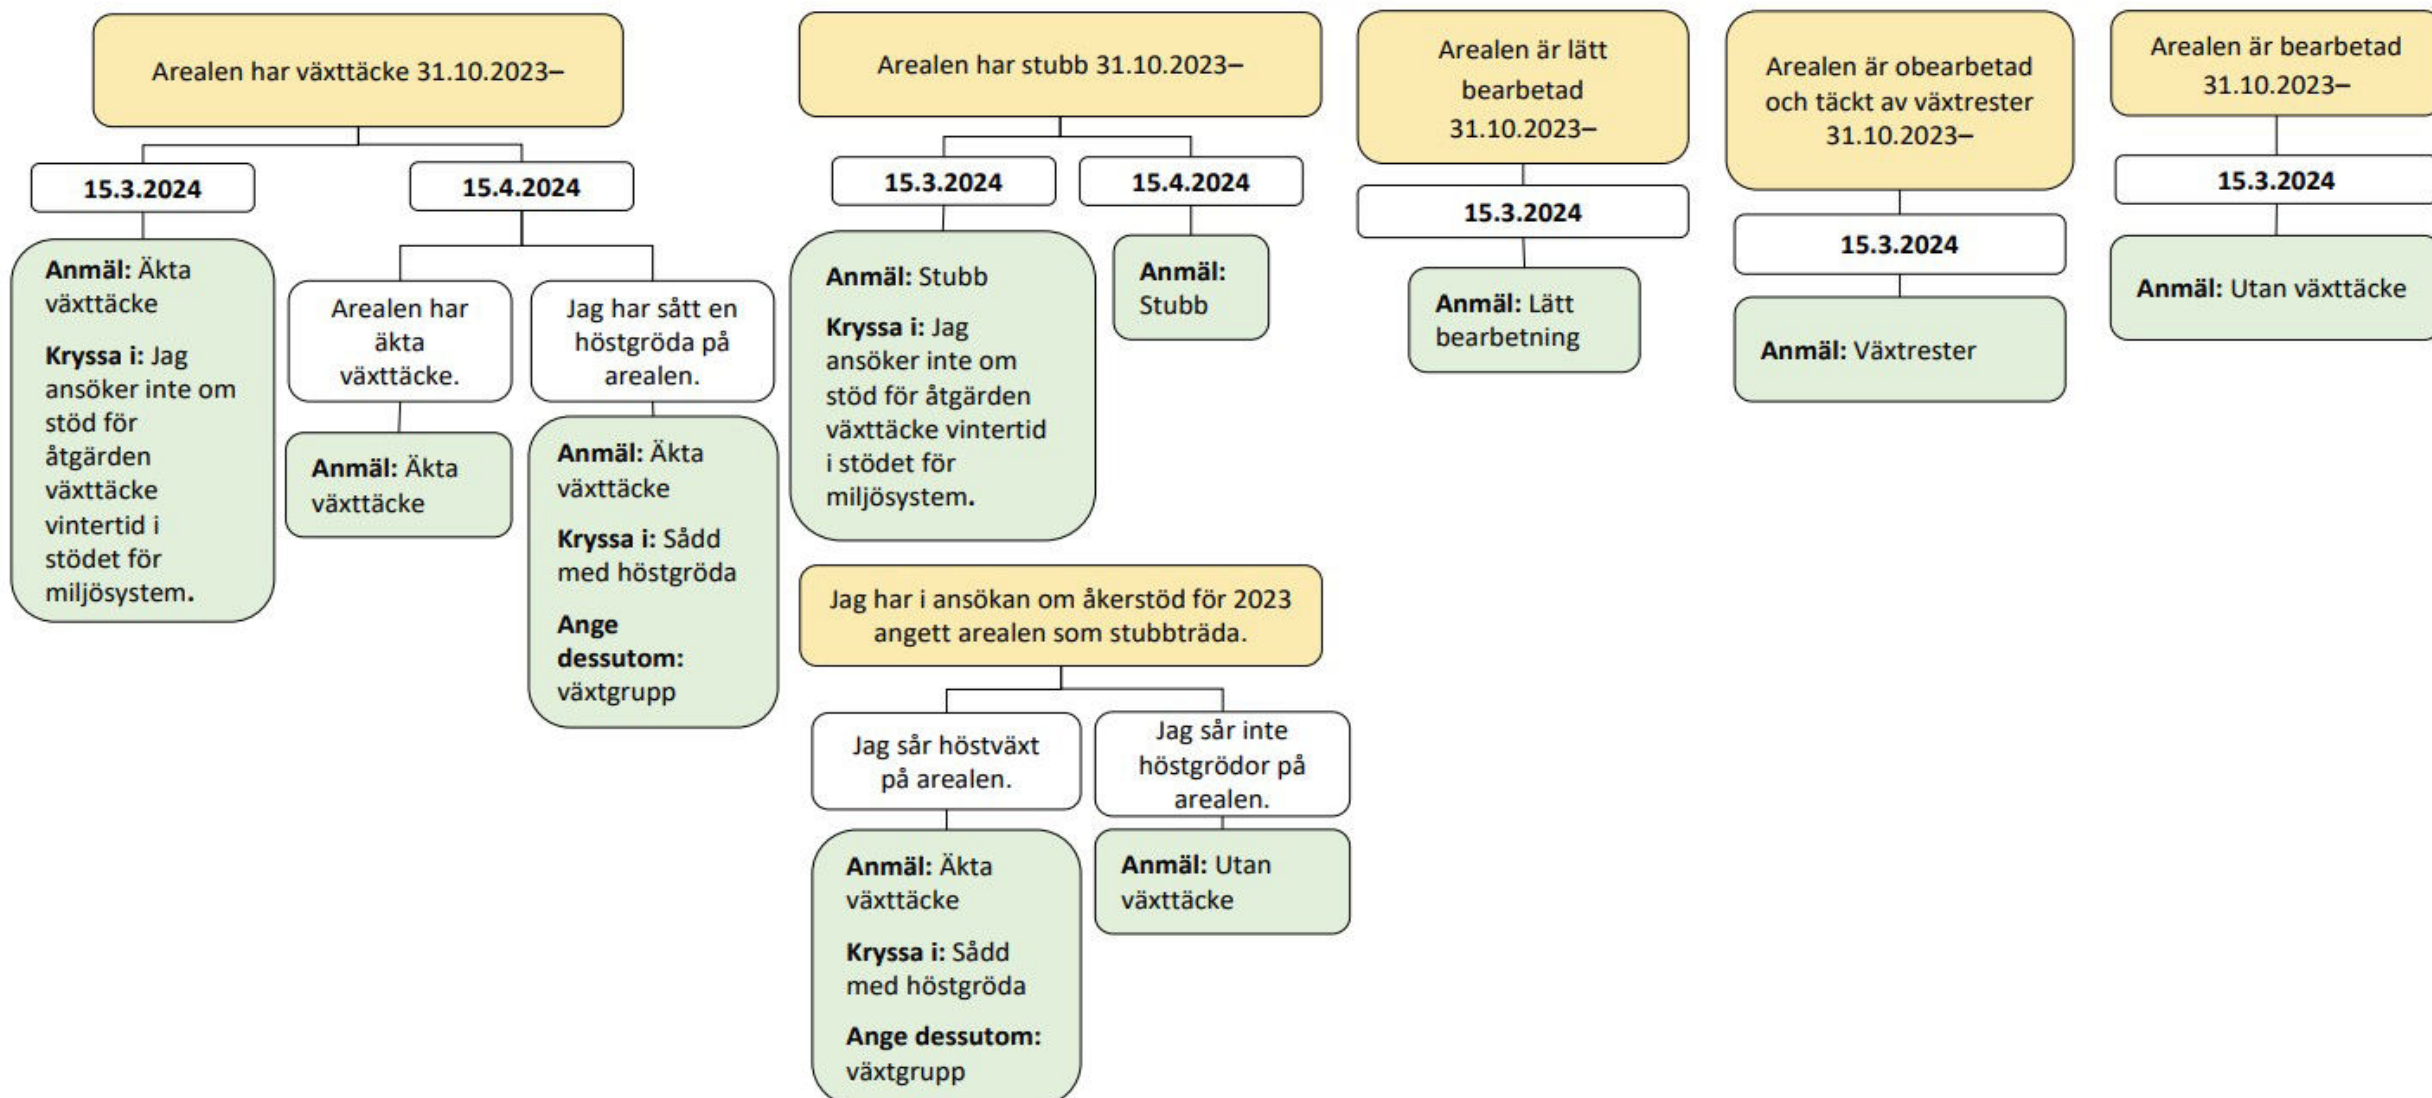 Arealen har växttäcke 31.10.2023–
15.3.2024
Anmäl: Äkta
växttäcke
Kryssa i: Jag
ansöker inte om
stöd för
åtgärden
växttäcke
vintertid i
stödet för
miljösystem.
15.4.2024
Arealen har
äkta
växttäcke.
Anmäl: Äkta
växttäcke
Jag har sått en
höstgröda på
arealen.
Anmäl: Äkta
växttäcke
Kryssa i: Sådd
med höstgröda
Ange
dessutom:
växtgrupp
Arealen har stubb 31.10.2023–
15.3.2024
Anmäl: Stubb
Kryssa i: Jag
ansöker inte om
stöd för åtgärden
växttäcke vintertid
i stödet för
miljösystem.
15.4.2024
Anmäl:
Stubb
Jag har i ansökan om åkerstöd för 2023
angett arealen som stubbträda.
Jag sår höstväxt
på arealen.
Anmäl: Äkta
växttäcke
Kryssa i: Sådd
med höstgröda
Ange dessutom:
växtgrupp
Jag sår inte
höstgrödor på
arealen.
Anmäl: Utan
växttäcke
Arealen är lätt
bearbetad
31.10.2023–
15.3.2024
Anmäl: Lätt
bearbetning
Arealen är obearbetad
och täckt av växtrester
31.10.2023–
15.3.2024
Anmäl: Växtrester
Arealen är bearbetad
31.10.2023–
15.3.2024
Anmäl: Utan växttäcke